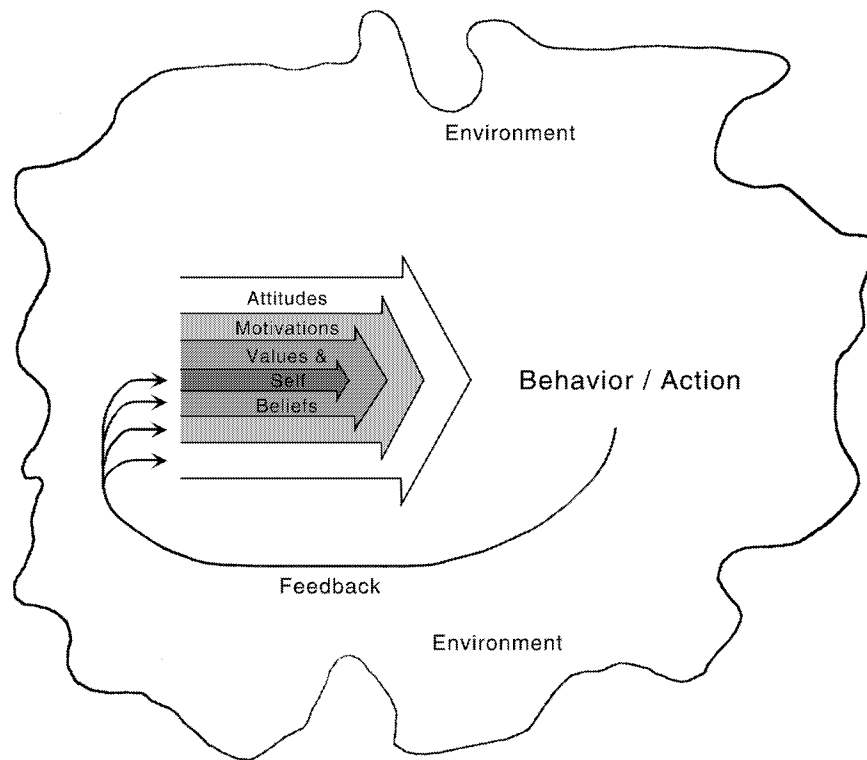 Environment
Attitudes
Motivations
Values &
Self
Beliefs
Behavior / Action
Feedback
Environment